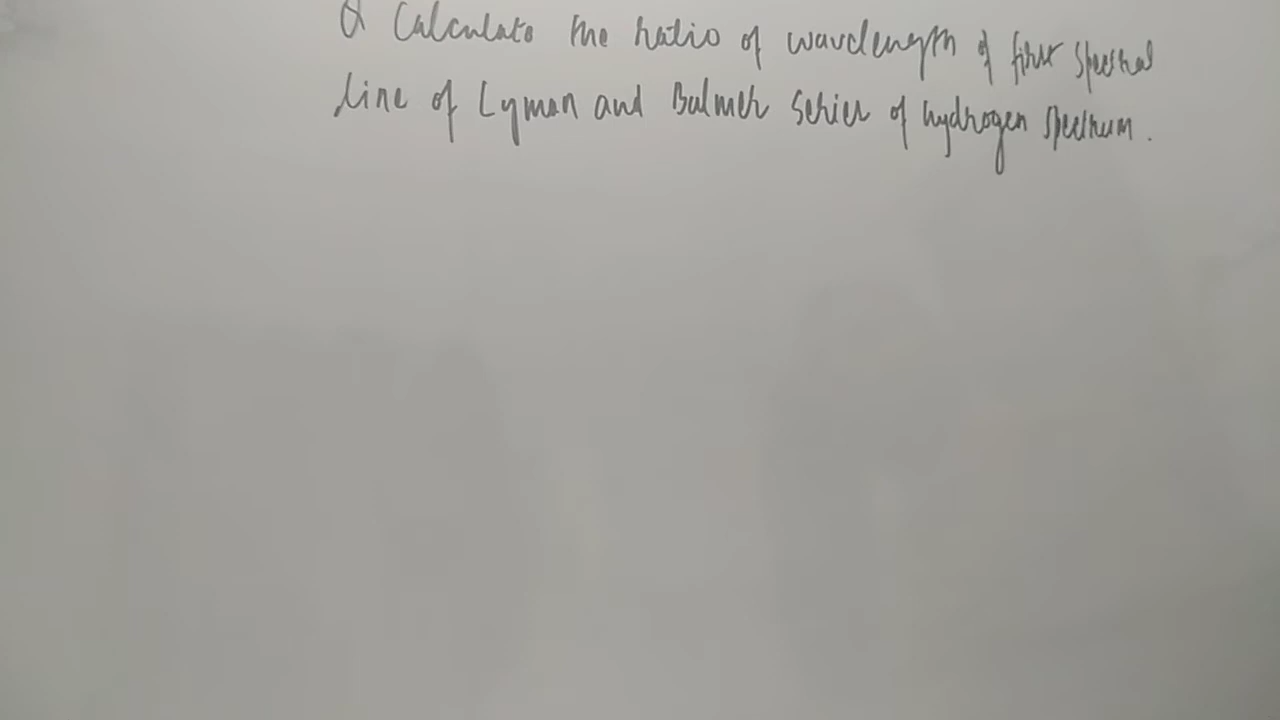 Q Calculate the ratio of wavelength of first spectral
line of Lyman and Balmer series of hydrogen spectrum.